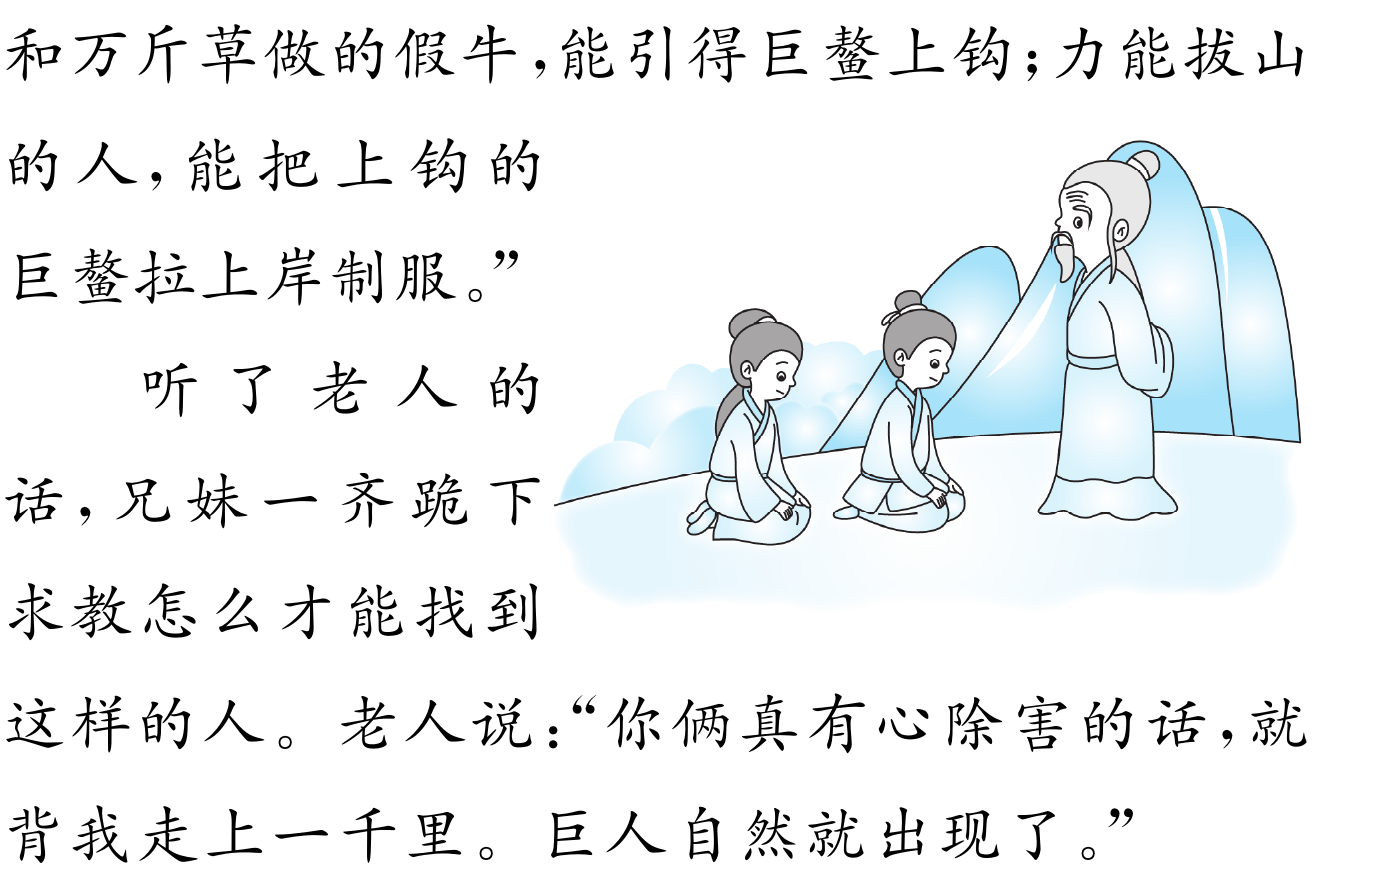 和万斤草做的假牛，能引得巨鳌上钩；力能拔山
的人，能把上钩的
巨鳌拉上岸制服。”
听了老人的
话，兄妹一齐跪下
求教怎么才能找到
这样的人。老人说：“你俩真有心除害的话，就
背我走上一千里。巨人自然就出现了。”